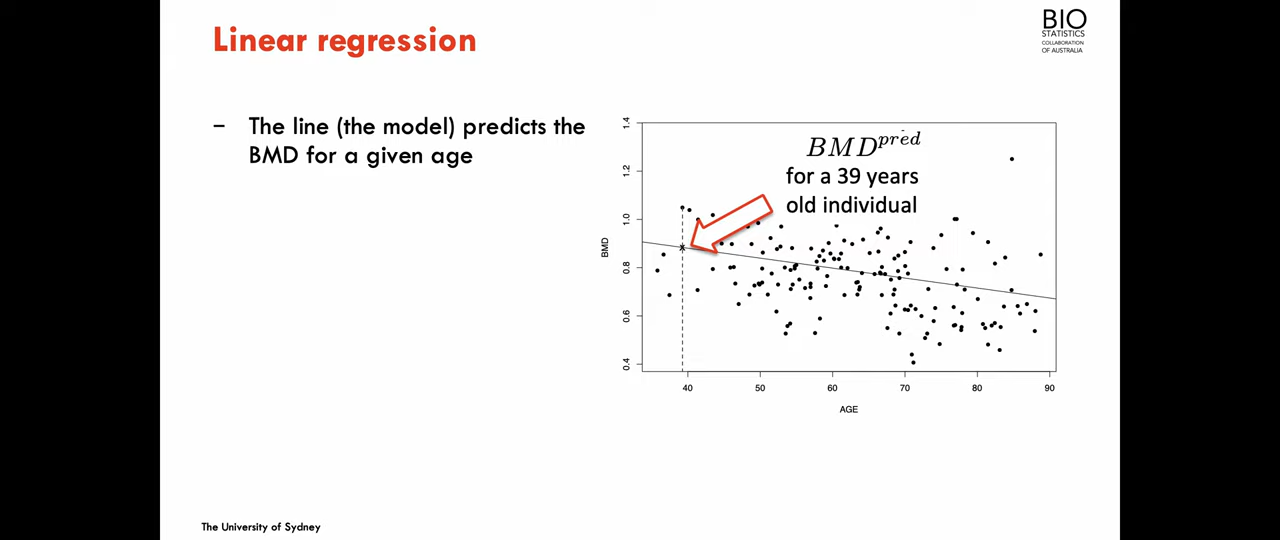 Linear regression
BIO
STATISTICS
COLLABORATION
OF AUSTRALIA
– The line (the model) predicts the
BMD for a given age
BMD^pred
for a 39 years
old individual
1.4
1.2
1.0
0.8
0.6
0.4
BMD
40 50 60 70 80 90
AGE
The University of Sydney